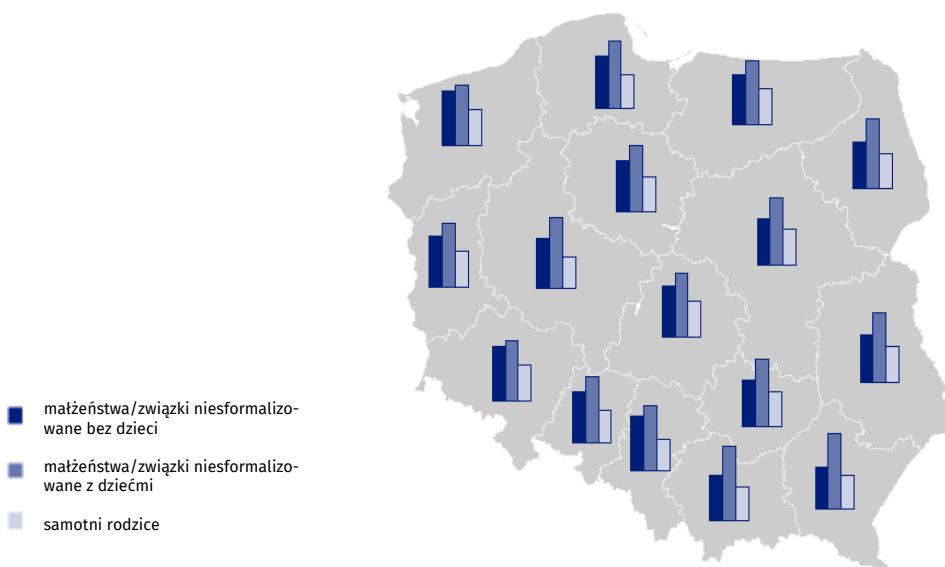 małżeństwa/związki niesformalizo-
wane bez dzieci
małżeństwa/związki niesformalizo-
wane z dziećmi
samotni rodzice